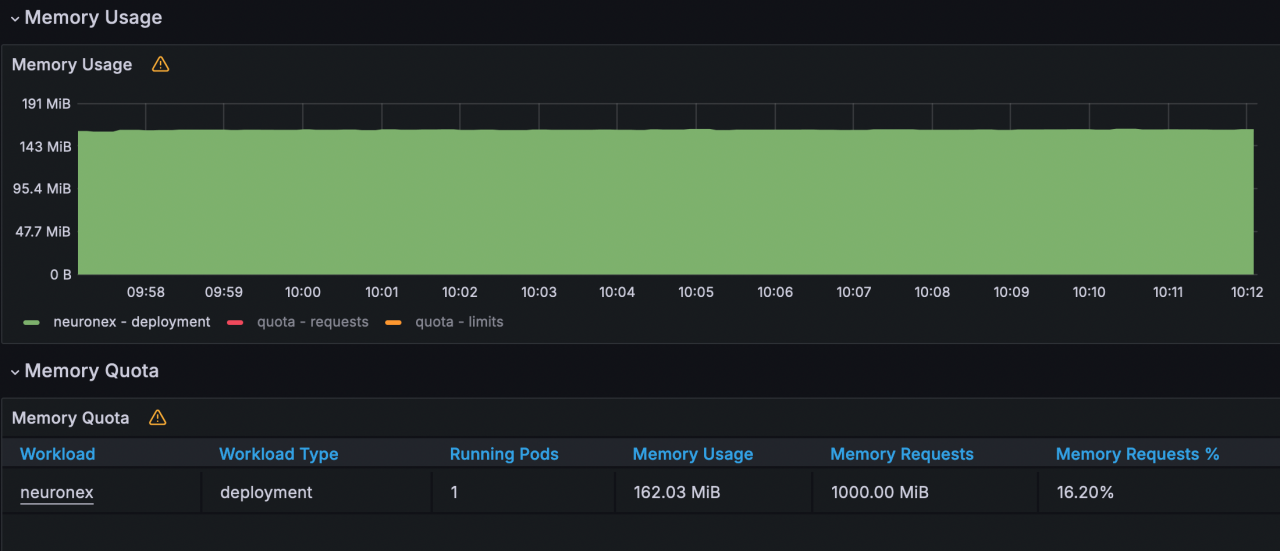 Memory Usage
Memory Usage
191 MiB
143 MiB
95.4 MiB
47.7 MiB
0 B
09:58 09:59 10:00 10:01 10:02 10:03 10:04 10:05 10:06 10:07 10:08 10:09 10:10 10:11 10:12
neuronex - deployment quota - requests quota - limits
Memory Quota
Memory Quota
Workload Workload Type Running Pods Memory Usage Memory Requests Memory Requests %
neuronex deployment 1 162.03 MiB 1000.00 MiB 16.20%